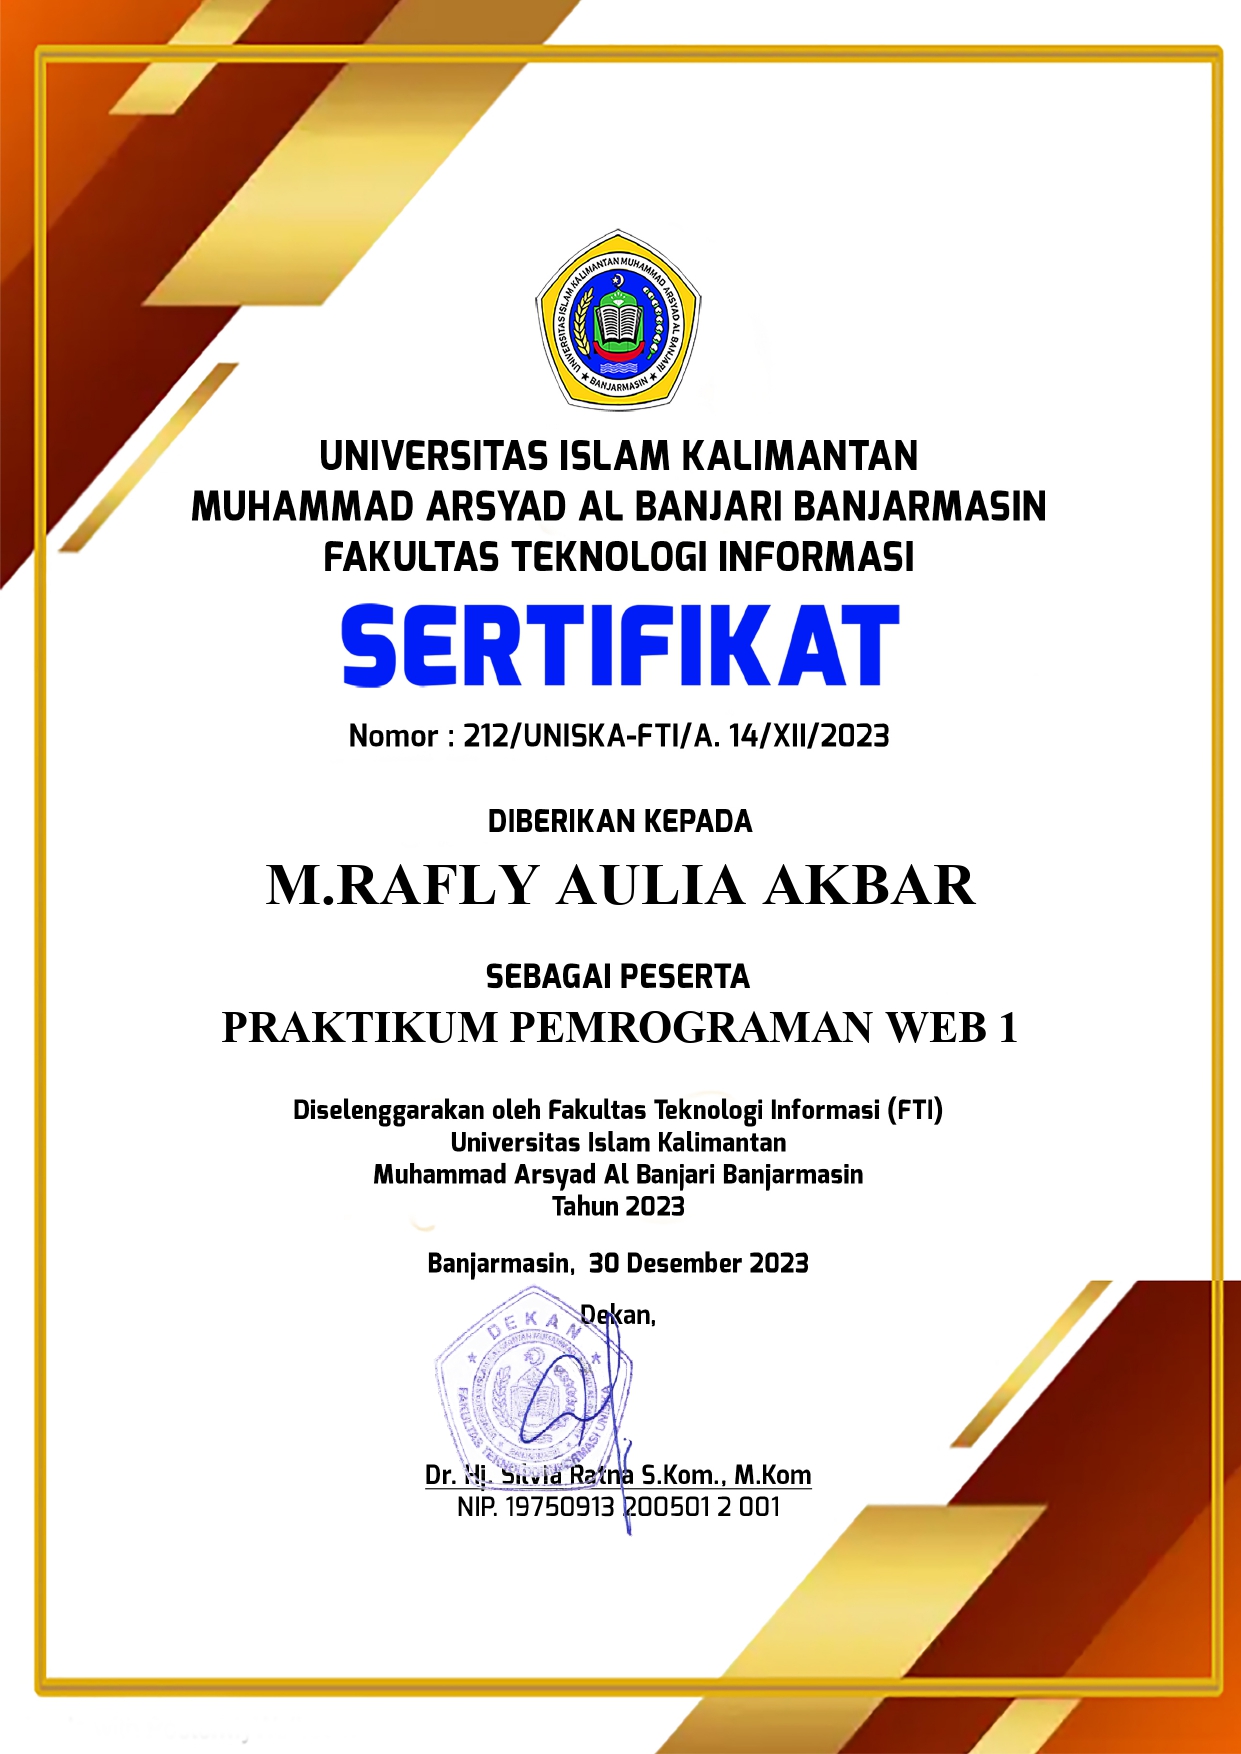 UNIVERSITAS ISLAM KALIMANTAN MUHAMMAD ARSYAD AL BANJARI
★ BANJARMASIN ★
UNIVERSITAS ISLAM KALIMANTAN
MUHAMMAD ARSYAD AL BANJARI BANJARMASIN
FAKULTAS TEKNOLOGI INFORMASI
SERTIFIKAT
Nomor : 212/UNISKA-FTI/A. 14/XII/2023
DIBERIKAN KEPADA
M.RAFLY AULIA AKBAR
SEBAGAI PESERTA
PRAKTIKUM PEMROGRAMAN WEB 1
Diselenggarakan oleh Fakultas Teknologi Informasi (FTI)
Universitas Islam Kalimantan
Muhammad Arsyad Al Banjari Banjarmasin
Tahun 2023
Banjarmasin,  30 Desember 2023
Dekan,
★ DEKAN ★
FAKULTAS TEKNOLOGI INFORMASI UNISKA
Dr. Hj. Silvia Ratna S.Kom., M.Kom
NIP. 19750913 200501 2 001